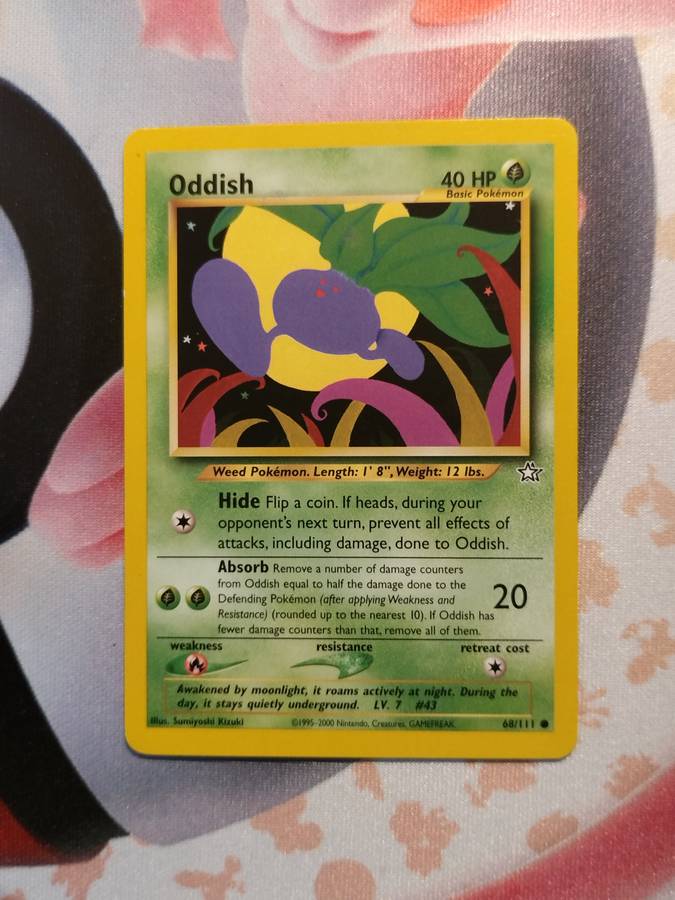 Oddish
40 HP
Basic Pokémon
Weed Pokémon. Length: 1' 8", Weight: 12 lbs.
Hide Flip a coin. If heads, during your
opponent's next turn, prevent all effects of
attacks, including damage, done to Oddish.
Absorb Remove a number of damage counters
from Oddish equal to half the damage done to the
Defending Pokémon (after applying Weakness and
Resistance) (rounded up to the nearest 10). If Oddish has
fewer damage counters than that, remove all of them.
20
weakness
resistance
retreat cost
Awakened by moonlight, it roams actively at night. During the
day, it stays quietly underground. LV. 7 #43
Illus. Sumiyoshi Kizuki
©1995-2000 Nintendo, Creatures, GAMEFREAK.
68/111